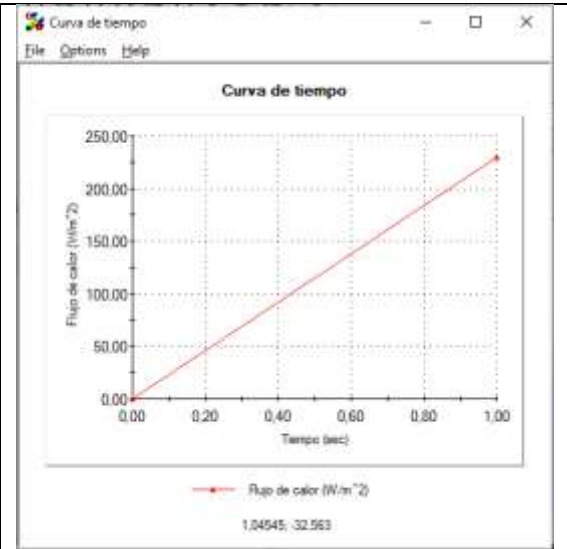 Curva de tiempo
File Options Help
Curva de tiempo
250,00
200,00
150,00
100,00
50,00
0,00
Flujo de calor (W/m^2)
0,00 0,20 0,40 0,60 0,80 1,00
Tiempo (sec)
Flujo de calor (W/m^2)
1,04545; -32,563